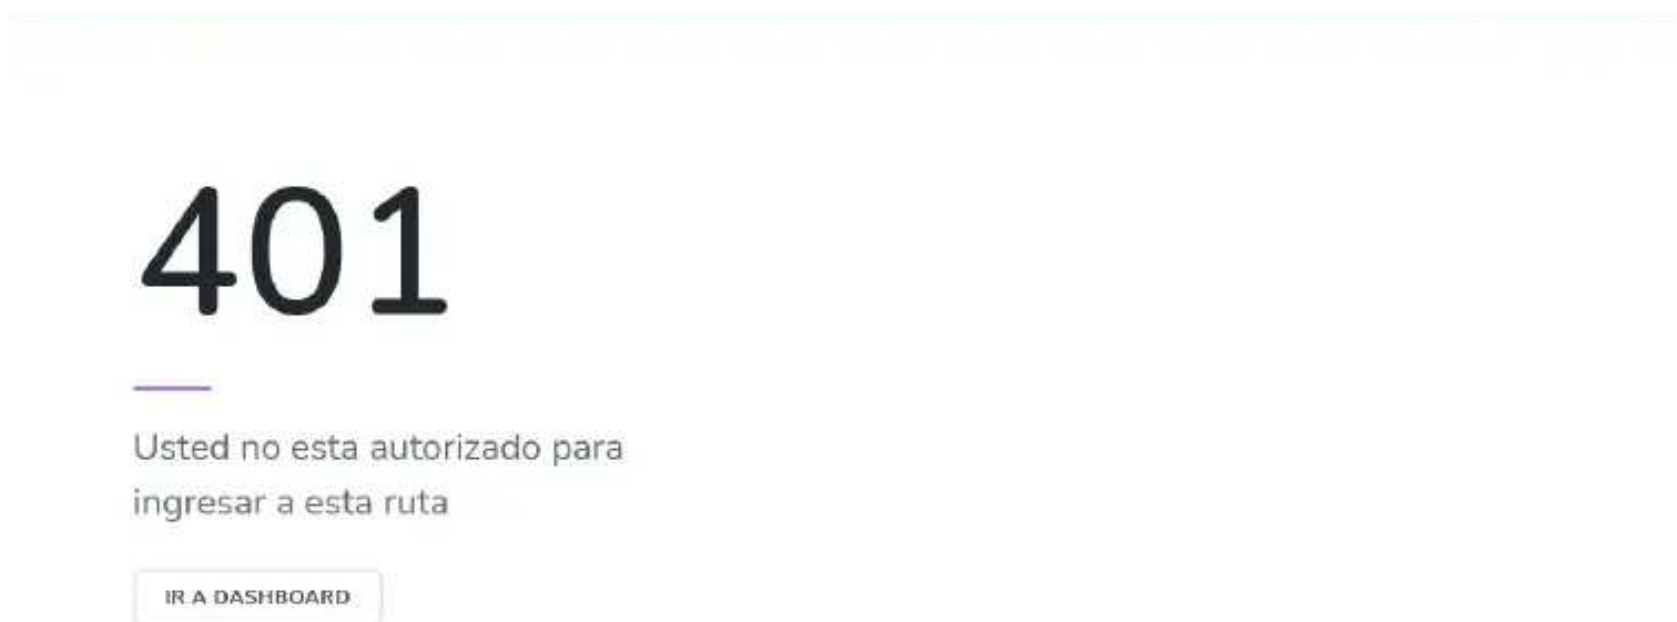 401
Usted no esta autorizado para
ingresar a esta ruta
IR A DASHBOARD